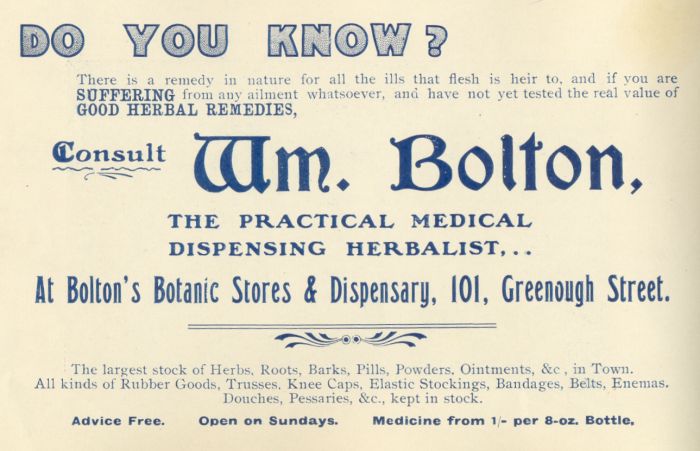 DO YOU KNOW?
There is a remedy in nature for all the ills that flesh is heir to, and if you are
SUFFERING from any ailment whatsoever, and have not yet tested the real value of
GOOD HERBAL REMEDIES,
Consult Wm. Bolton,
THE PRACTICAL MEDICAL
DISPENSING HERBALIST,..
At Bolton's Botanic Stores & Dispensary, 101, Greenough Street.
The largest stock of Herbs, Roots, Barks, Pills, Powders, Ointments, &c , in Town.
All kinds of Rubber Goods, Trusses, Knee Caps, Elastic Stockings, Bandages, Belts, Enemas.
Douches, Pessaries, &c., kept in stock.
Advice Free. Open on Sundays. Medicine from 1/- per 8-oz. Bottle,